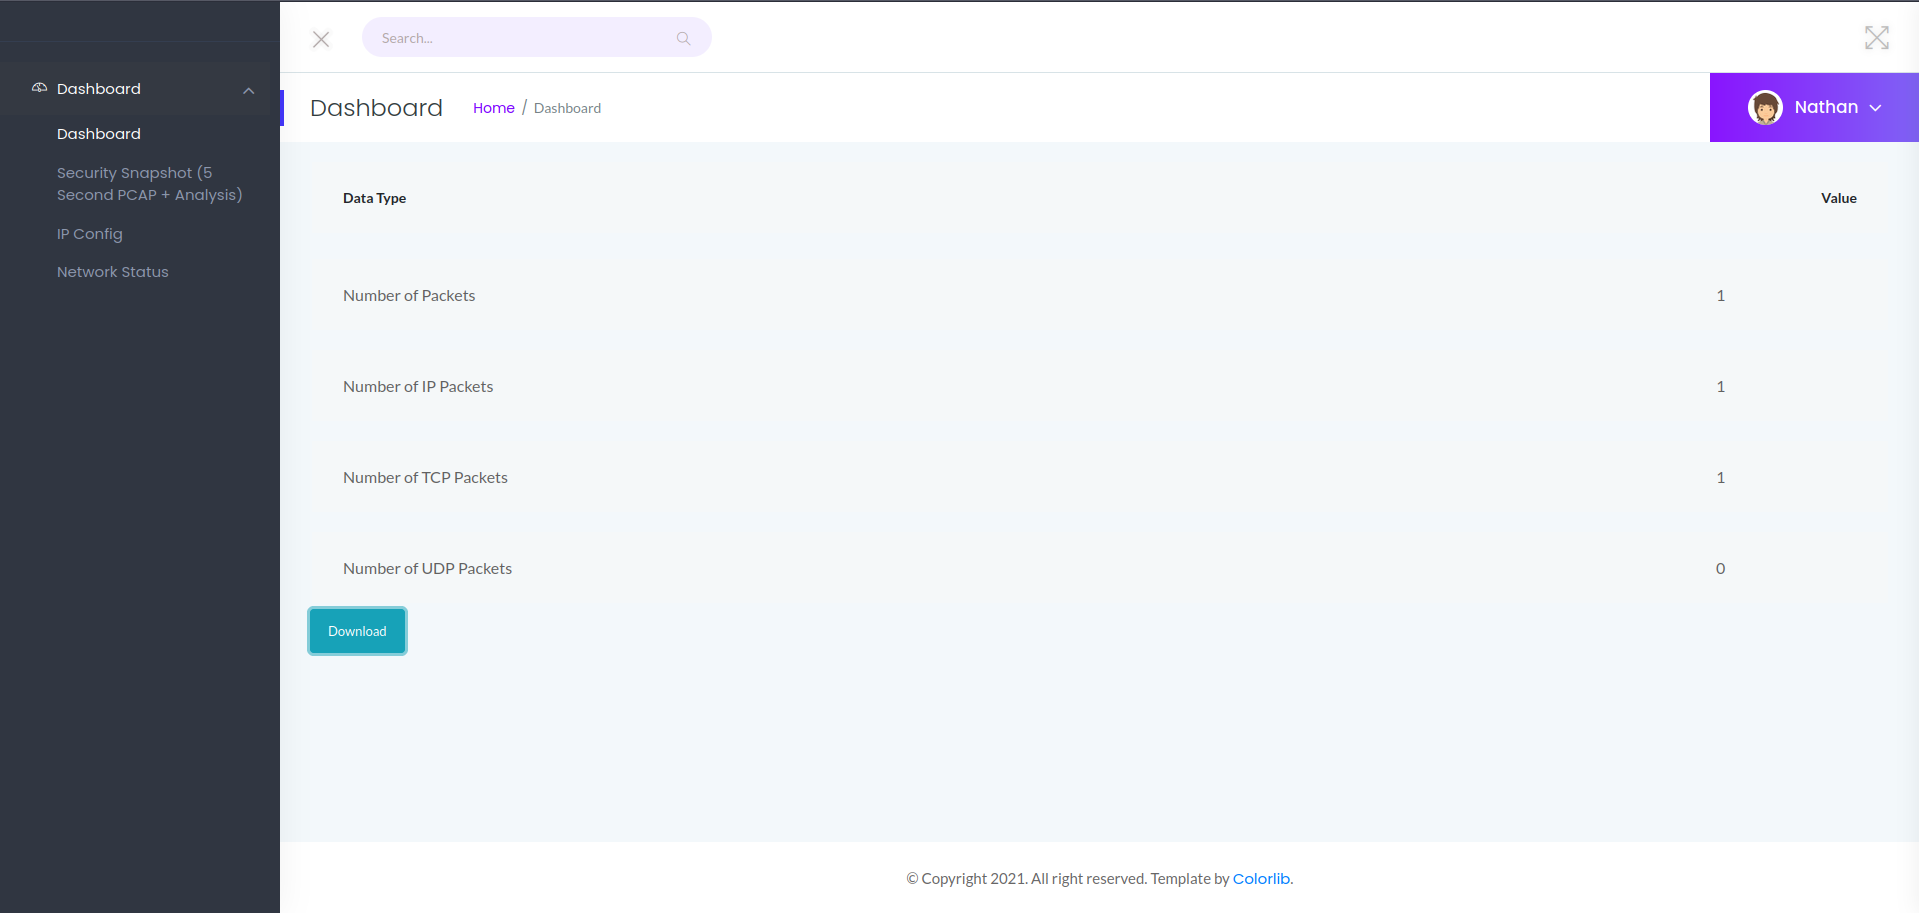 Search...
Dashboard
Dashboard
Security Snapshot (5
Second PCAP + Analysis)
IP Config
Network Status
Dashboard Home / Dashboard
Nathan
Data Type Value
Number of Packets 1
Number of IP Packets 1
Number of TCP Packets 1
Number of UDP Packets 0
Download
© Copyright 2021. All right reserved. Template by Colorlib.